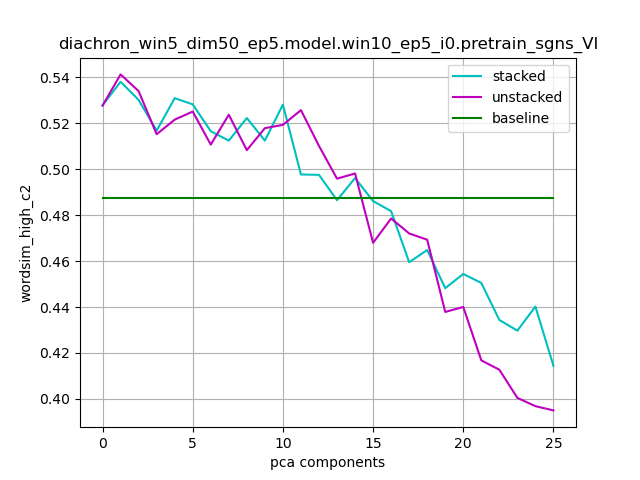 diachron_win5_dim50_ep5.model.win10_ep5_i0.pretrain_sgns_VI
stacked
unstacked
baseline
0.54
0.52
0.50
0.48
0.46
0.44
0.42
0.40
wordsim_high_c2
0 5 10 15 20 25
pca components